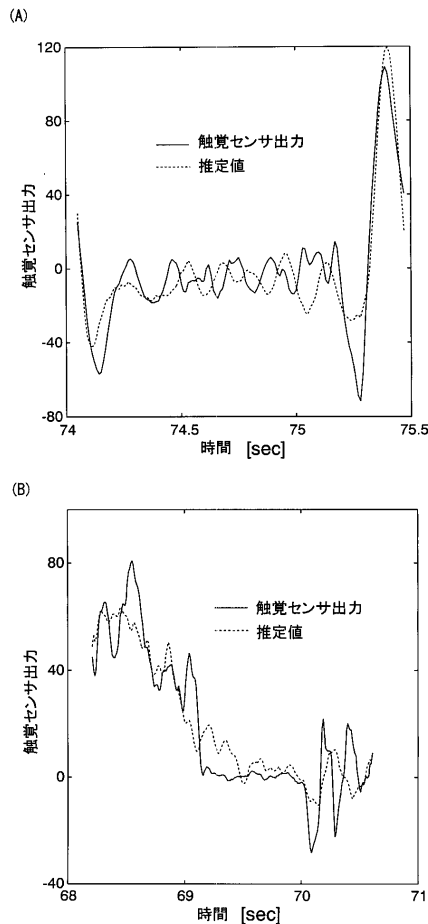 (A)
120
80
40
0
-40
-80
触覚センサ出力
触覚センサ出力
推定値
74
74.5
75
75.5
時間 [sec]
(B)
80
40
0
-40
触覚センサ出力
触覚センサ出力
推定値
68
69
70
71
時間 [sec]